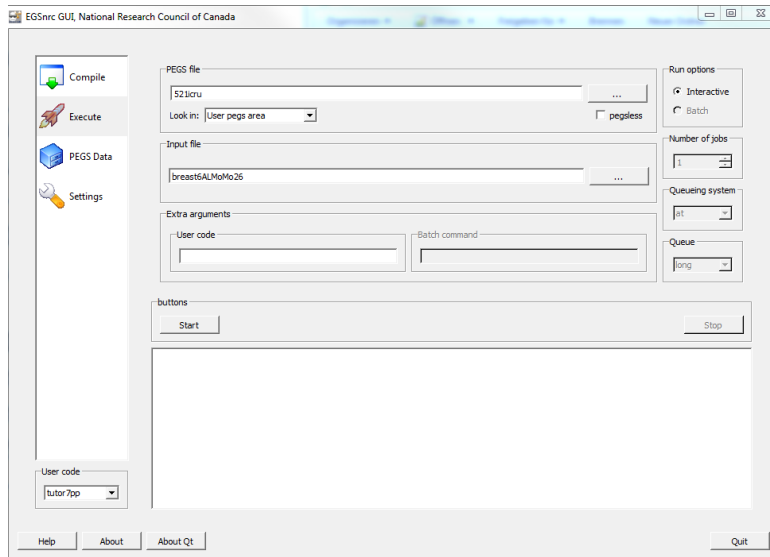 EGSnrc GUI, National Research Council of Canada
Compile
Execute
PEGS Data
Settings
User code
tutor7pp
PEGS file
521icru
...
Look in: User pegs area
pegsless
Input file
breast6ALMoMo26
...
Extra arguments
User code
Batch command
Run options
Interactive
Batch
Number of jobs
1
Queueing system
at
Queue
long
buttons
Start
Stop
Help
About
About Qt
Quit